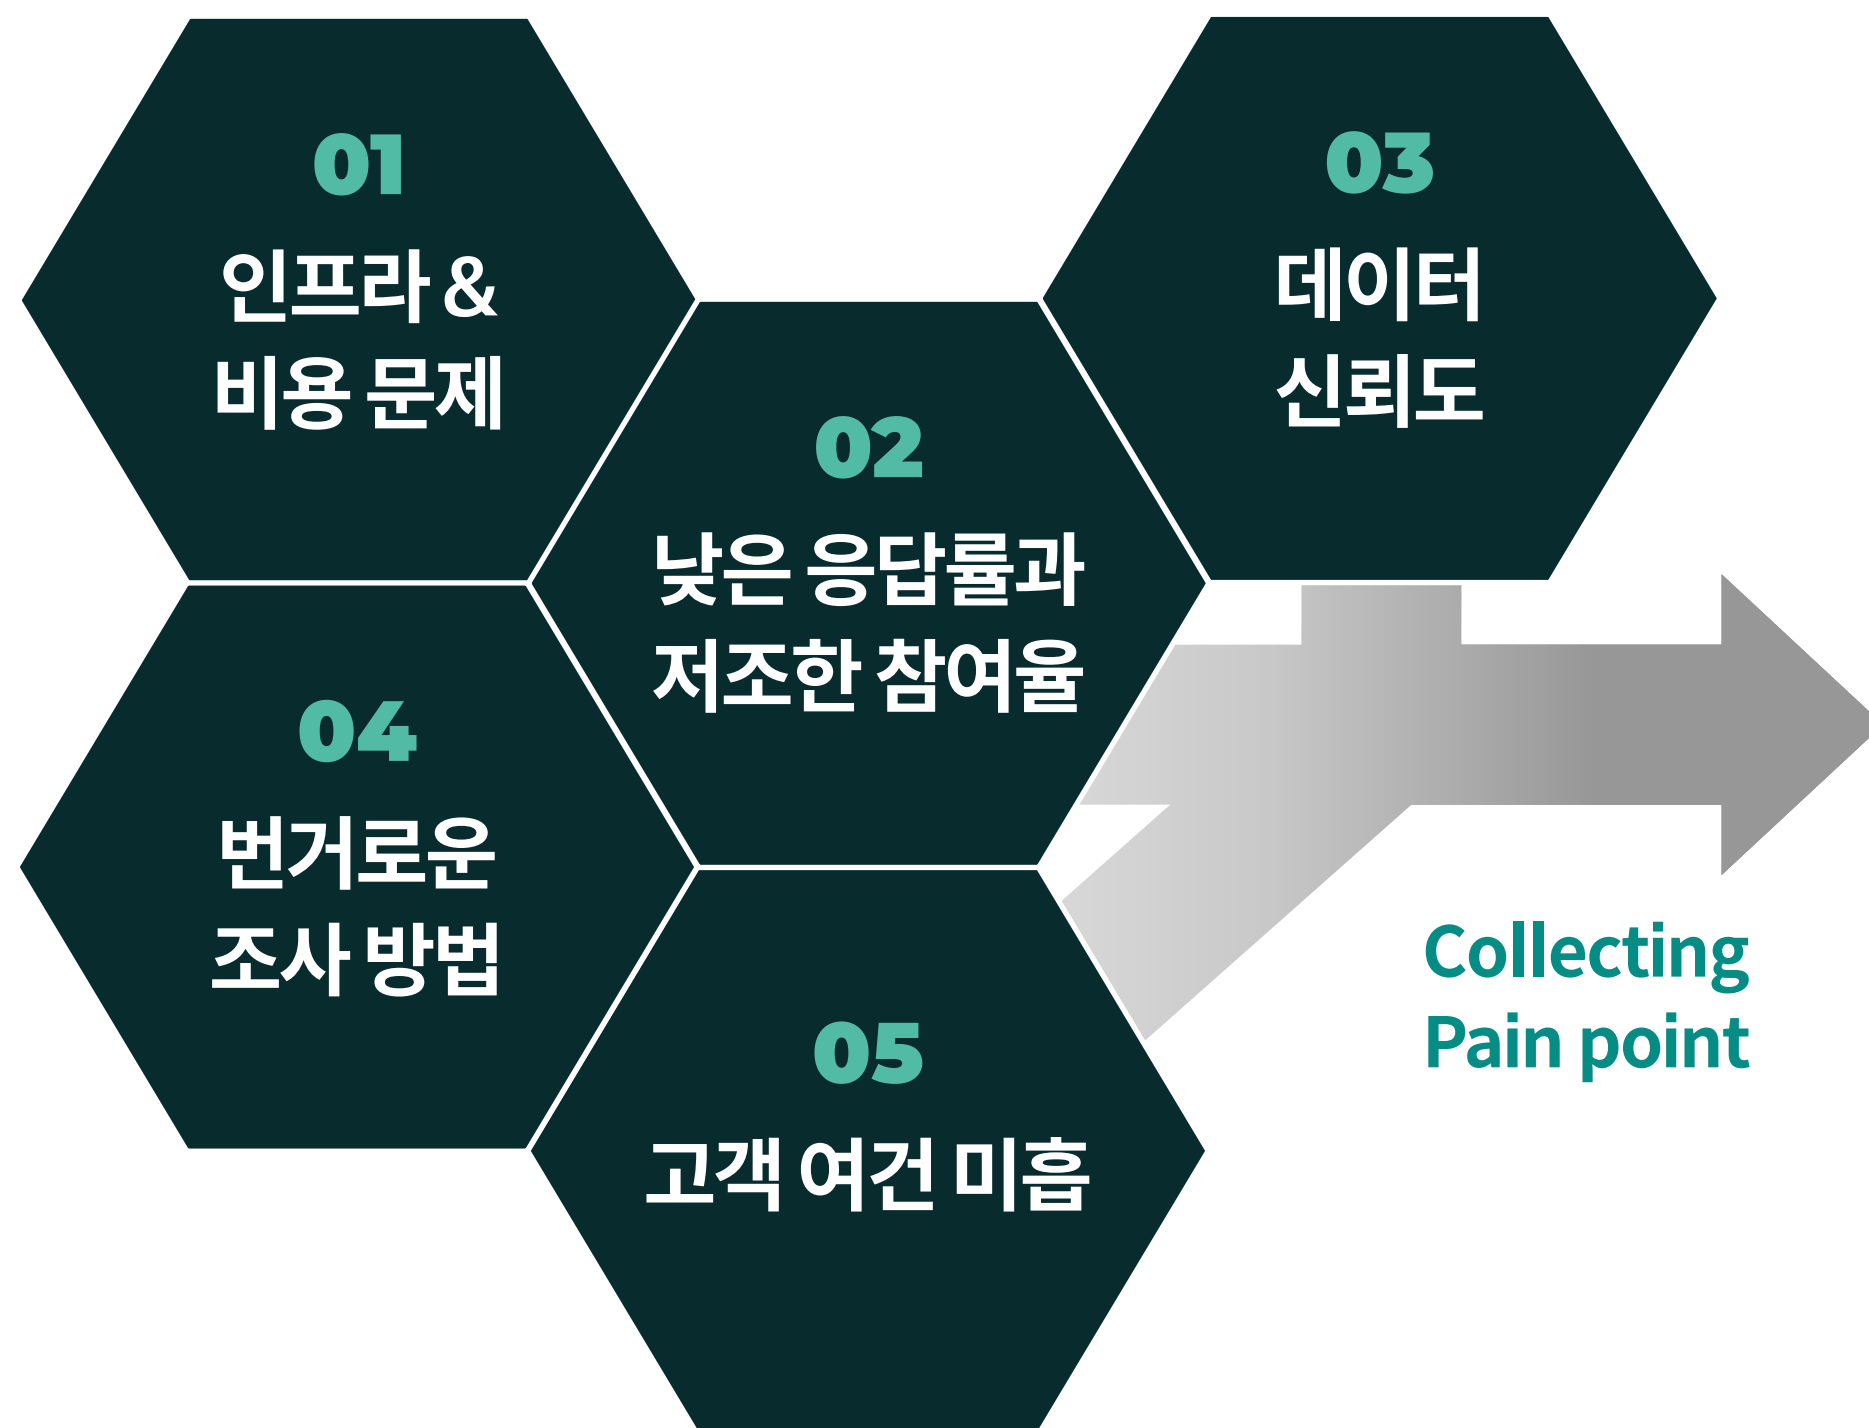 01
인프라 &
비용 문제
02
낮은 응답률과
저조한 참여율
03
데이터
신뢰도
04
번거로운
조사 방법
05
고객 여건 미흡
Collecting
Pain point